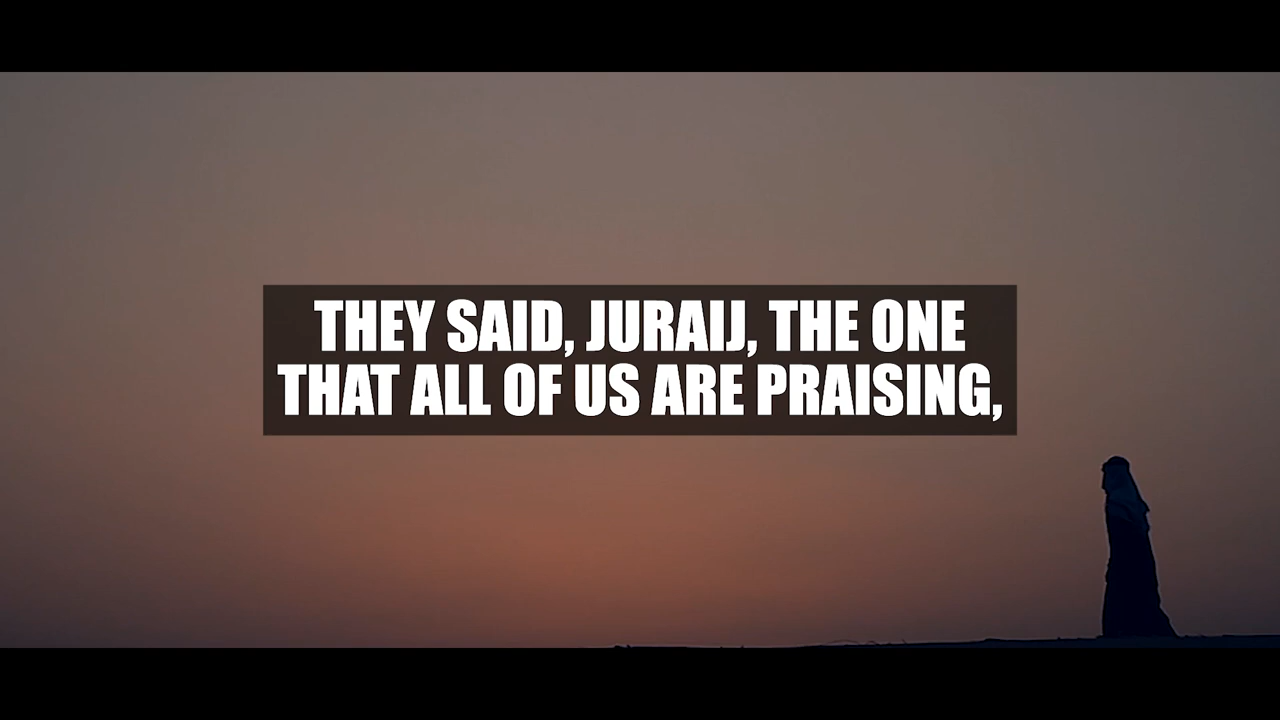 THEY SAID, JURAIJ, THE ONE
THAT ALL OF US ARE PRAISING,